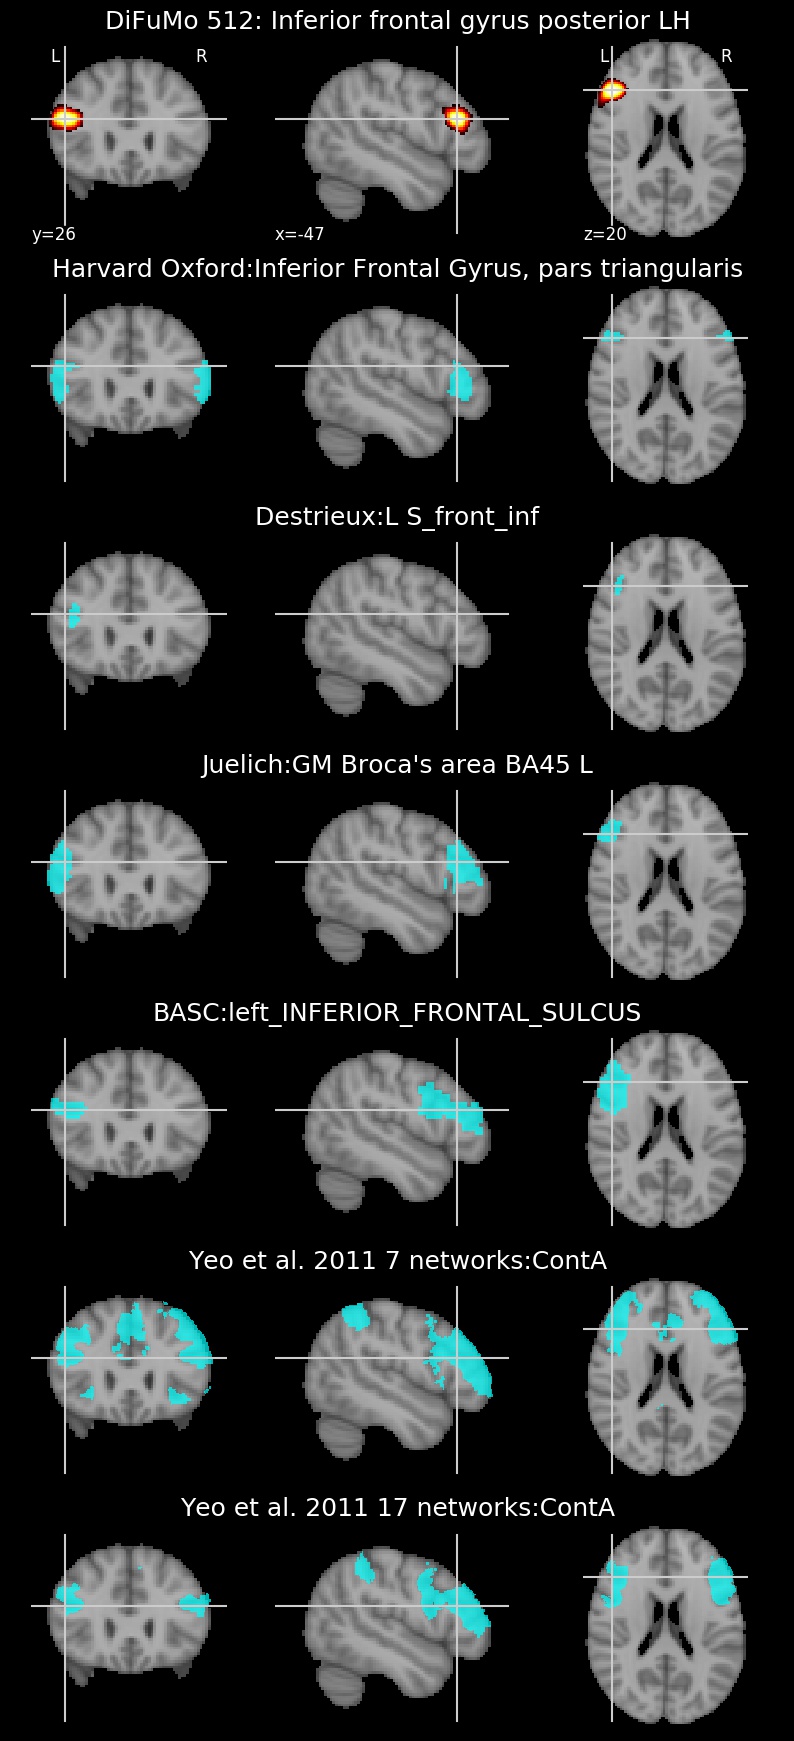 DiFuMo 512: Inferior frontal gyrus posterior LH
L R L R
y=26 x=-47 z=20
Harvard Oxford:Inferior Frontal Gyrus, pars triangularis
Destrieux:L S_front_inf
Juelich:GM Broca's area BA45 L
BASC:left_INFERIOR_FRONTAL_SULCUS
Yeo et al. 2011 7 networks:ContA
Yeo et al. 2011 17 networks:ContA